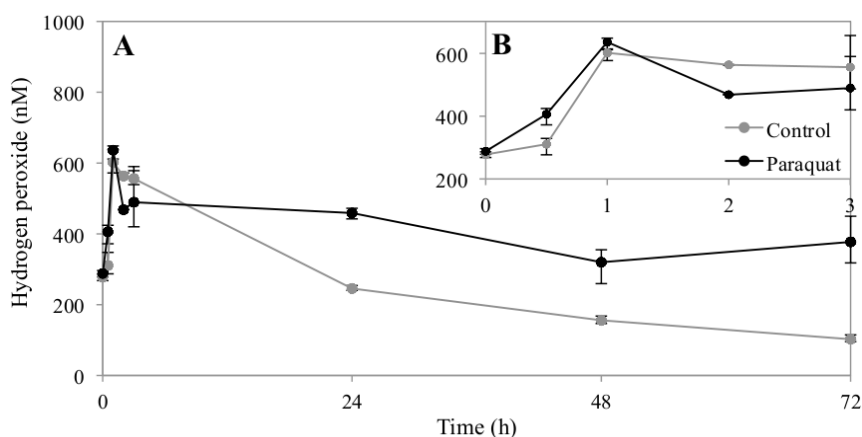 1000
800
600
400
200
0
Hydrogen peroxide (nM)
A
B
600
400
200
0 1 2 3
Control
Paraquat
0 24 48 72
Time (h)